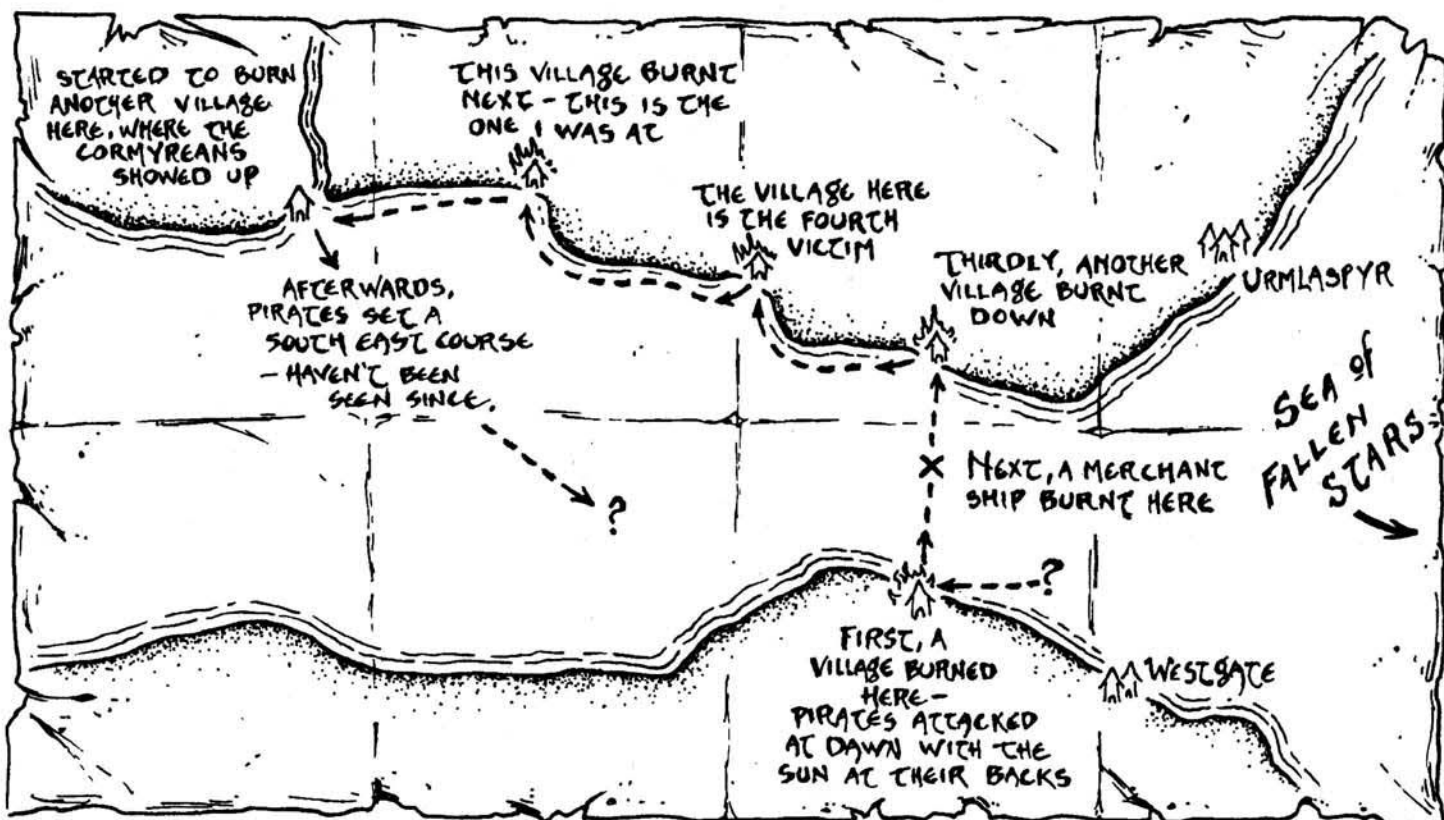 STARTED TO BURN
ANOTHER VILLAGE
HERE, WHERE THE
CORMYREANS
SHOWED UP
THIS VILLAGE BURNT
NEXT - THIS IS THE
ONE I WAS AT
THE VILLAGE HERE
IS THE FOURTH
VICTIM
THIRDLY, ANOTHER
VILLAGE BURNT
DOWN
URMLASPYR
AFTERWARDS,
PIRATES SET A
SOUTH EAST COURSE
- HAVEN'T BEEN
SEEN SINCE.
?
SEA of
FALLEN
STARS
X NEXT, A MERCHANT
SHIP BURNT HERE
?
FIRST, A
VILLAGE BURNED
HERE -
PIRATES ATTACKED
AT DAWN WITH THE
SUN AT THEIR BACKS
WESTGATE